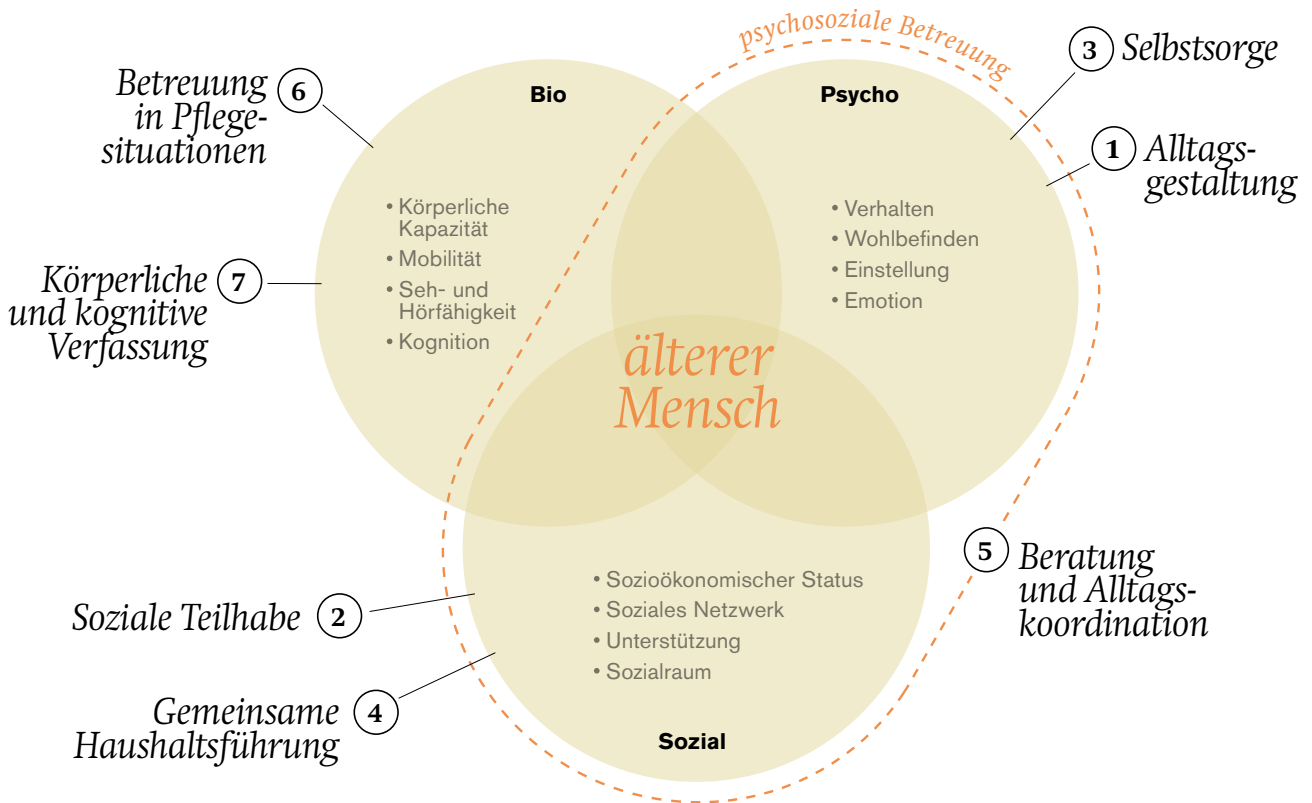 psychosoziale Betreuung
3 Selbstsorge
Betreuung
in Pflege-
situationen
6
Bio
Psycho
1 Alltags-
gestaltung
• Körperliche
Kapazität
• Mobilität
• Seh- und
Hörfähigkeit
• Kognition
• Verhalten
• Wohlbefinden
• Einstellung
• Emotion
Körperliche
und kognitive
Verfassung
7
älterer
Mensch
5 Beratung
und Alltags-
koordination
• Sozioökonomischer Status
• Soziales Netzwerk
• Unterstützung
• Sozialraum
Soziale Teilhabe 2
Gemeinsame
Haushaltsführung
4
Sozial